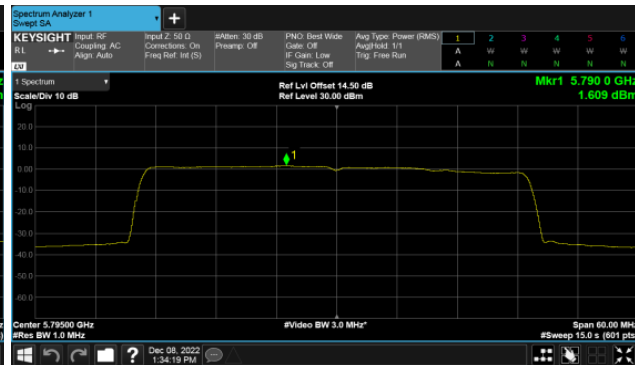 Spectrum Analyzer 1
Swept SA
+
KEYSIGHT Input: RF Input Z: 50 Ω #Atten: 30 dB PNO: Best Wide Avg Type: Power (RMS) 1 2 3 4 5 6
RL Coupling: AC Corrections: On Preamp: Off Gate: Off Avg|Hold: 1/1 A W W W W W
Align: Auto Freq Ref: Int (S) IF Gain: Low Trig: Free Run
Sig Track: Off A N N N N N
LXI
1 Spectrum
Ref Lvl Offset 14.50 dB Mkr1 5.790 0 GHz
Scale/Div 10 dB Ref Level 30.00 dBm 1.609 dBm
Log
20.0
10.0
1
0.00
-10.0
-20.0
-30.0
-40.0
-50.0
-60.0
Center 5.79500 GHz #Video BW 3.0 MHz* Span 60.00 MHz
#Res BW 1.0 MHz #Sweep 15.0 s (601 pts
? Dec 08, 2022
1:34:19 PM